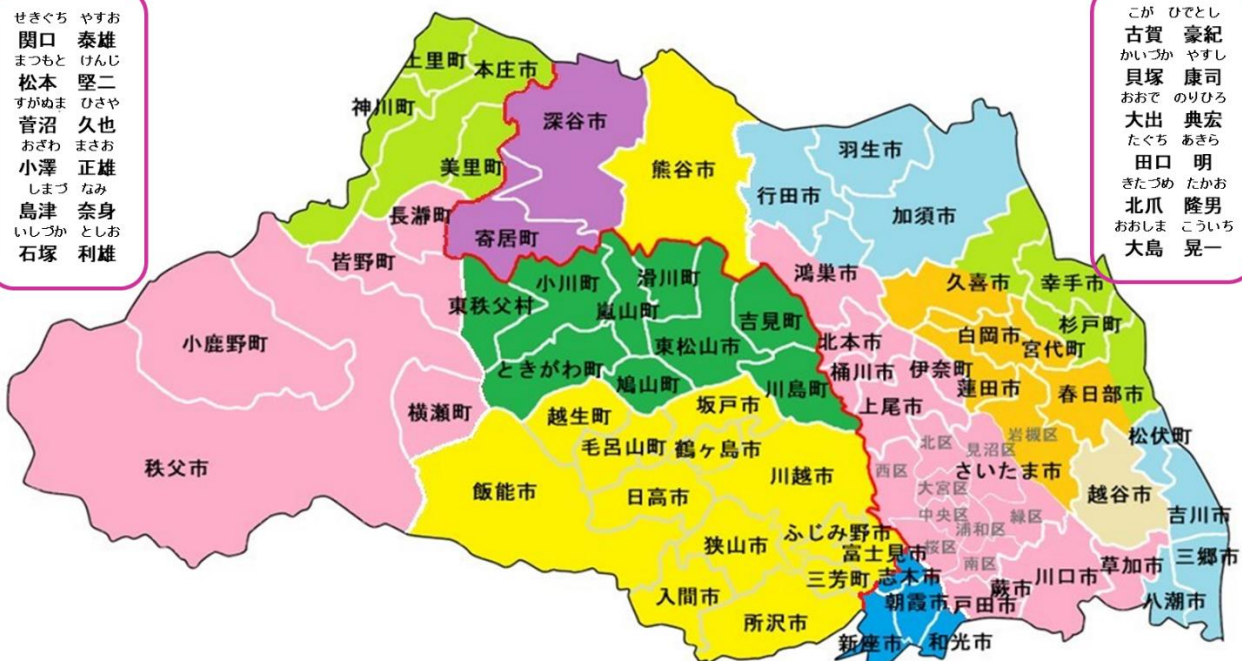 せきぐち やすお
関口 泰雄
まつもと けんじ
松本 堅二
すがぬま ひさや
菅沼 久也
おざわ まさお
小澤 正雄
しまづ なみ
島津 奈身
いしづか としお
石塚 利雄
こが ひでとし
古賀 豪紀
かいづか やすし
貝塚 康司
おおで のりひろ
大出 典宏
たぐち あきら
田口 明
きたづめ たかお
北爪 隆男
おおしま こういち
大島 晃一
上里町
本庄市
神川町
美里町
深谷市
寄居町
熊谷市
羽生市
行田市
加須市
長瀞町
皆野町
小鹿野町
横瀬町
秩父市
東秩父村
小川町
滑川町
嵐山町
吉見町
東松山市
ときがわ町
鳩山町
川島町
鴻巣市
久喜市
幸手市
杉戸町
白岡市
宮代町
北本市
桶川市
伊奈町
蓮田市
春日部市
上尾市
越生町
坂戸市
毛呂山町
鶴ヶ島市
川越市
飯能市
日高市
北区
見沼区
岩槻区
松伏町
西区
さいたま市
大宮区
越谷市
中央区
浦和区
緑区
吉川市
狭山市
ふじみ野市
富士見市
桜区
南区
三芳町
志木市
川口市
草加市
三郷市
入間市
朝霞市
戸田市
蕨市
八潮市
所沢市
新座市
和光市